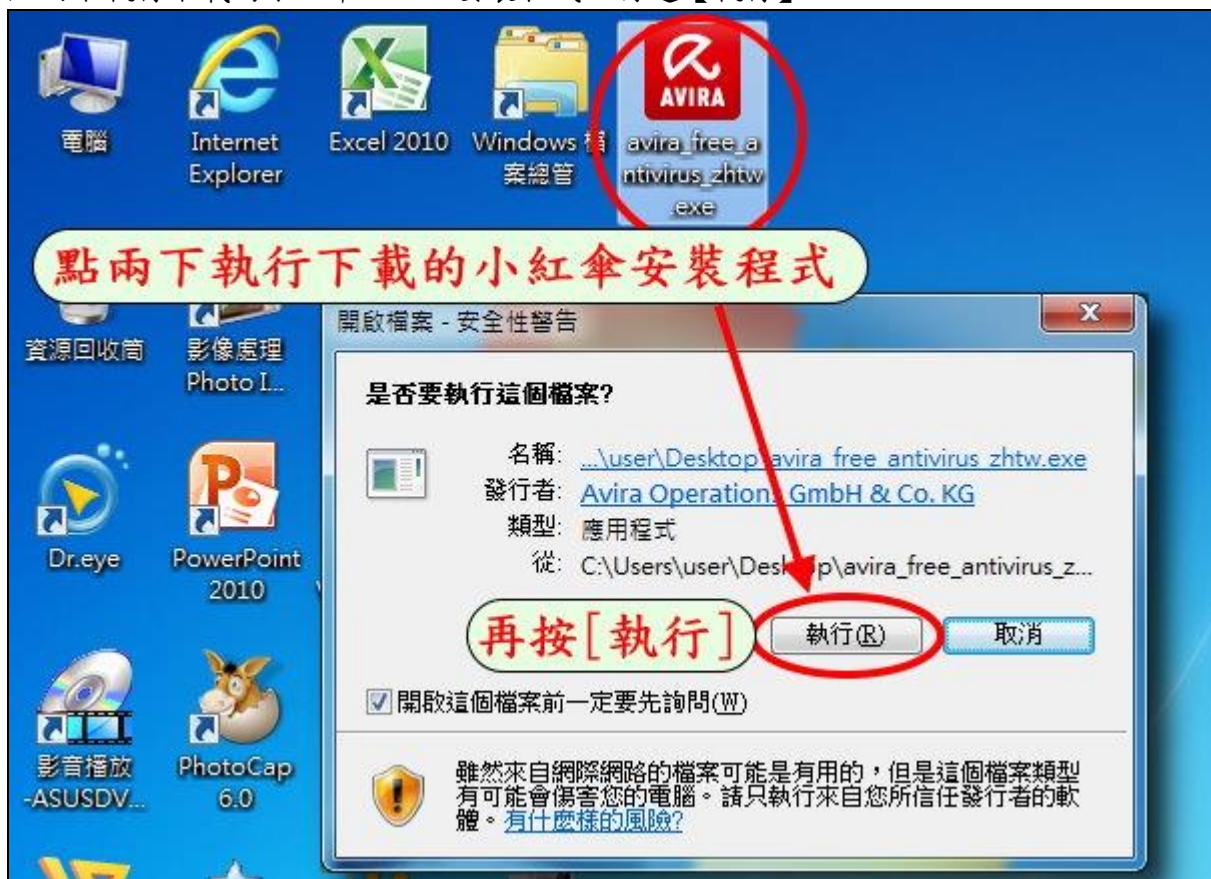 電腦
Internet
Explorer
Excel 2010
Windows 檔
案總管
AVIRA
avira_free_a
ntivirus_zhtw
.exe
點兩下執行下載的小紅傘安裝程式
資源回收筒
影像處理
Photo I...
開啟檔案 - 安全性警告
是否要執行這個檔案?
名稱: ...\user\Desktop\avira_free_antivirus_zhtw.exe
發行者: Avira Operations GmbH & Co. KG
類型: 應用程式
從: C:\Users\user\Desktop\avira_free_antivirus_z...
Dr.eye
PowerPoint
2010
再按[執行]
執行(R)
取消
開啟這個檔案前一定要先詢問(W)
影音播放
-ASUSDV...
PhotoCap
6.0
雖然來自網際網路的檔案可能是有用的，但是這個檔案類型
有可能會傷害您的電腦。請只執行來自您所信任發行者的軟
體。有什麼樣的風險?